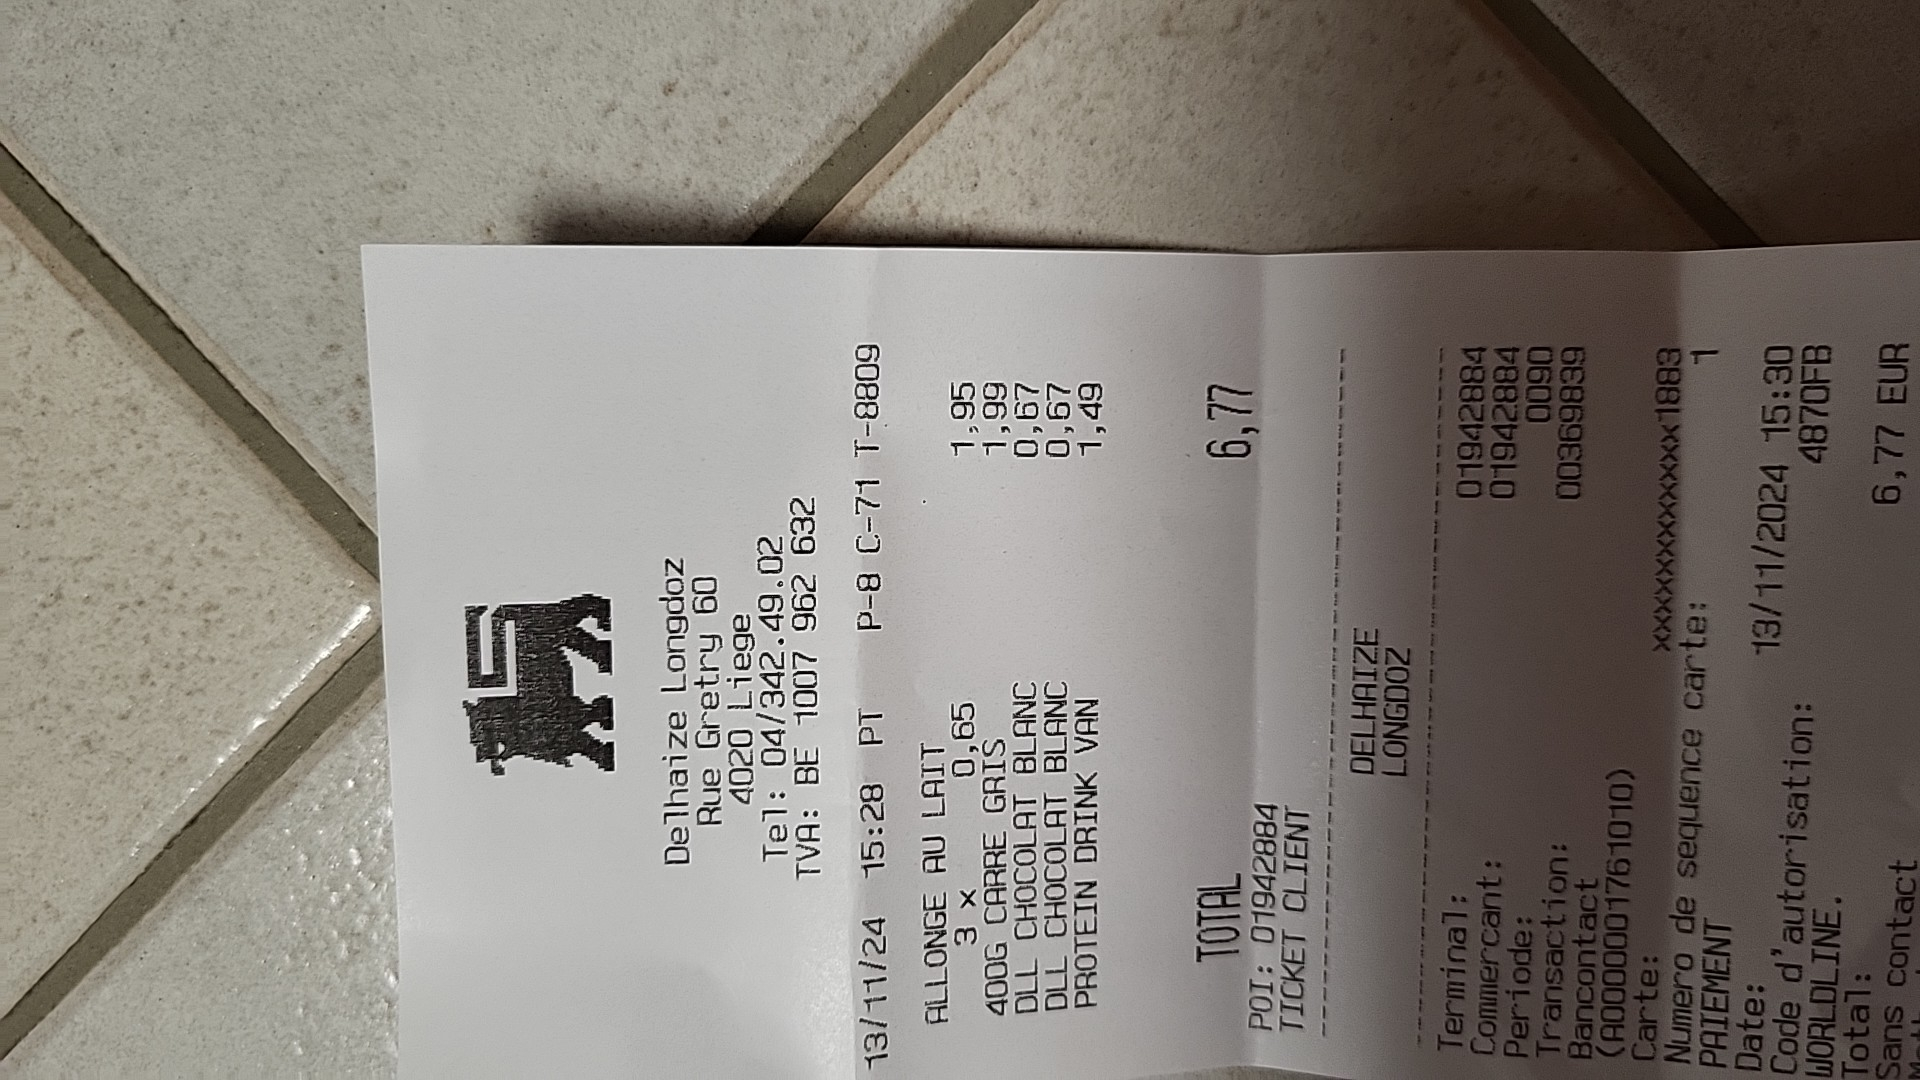 Delhaize Longdoz
Rue Gretry 60
4020 Liege
Tel: 04/342.49.02
TVA: BE 1007 962 632
13/11/24 15:28 PT P-8 C-71 T-8809
ALLONGE AU LAIT
3 x 0,65 1,95
400G CARRE GRIS 1,99
DLL CHOCOLAT BLANC 0,67
DLL CHOCOLAT BLANC 0,67
PROTEIN DRINK VAN 1,49
TOTAL 6,77
POI: 01942884
TICKET CLIENT
DELHAIZE
LONGDOZ
Terminal: 01942884
Commercant: 01942884
Periode: 0090
Transaction: 00369839
Bancontact
(A0000001761010)
Carte: xxxxxxxxxxxxx1883
Numero de sequence carte: 1
PAIEMENT
Date: 13/11/2024 15:30
Code d'autorisation: 4870FB
WORLDLINE.
Total: 6,77 EUR
Sans contact